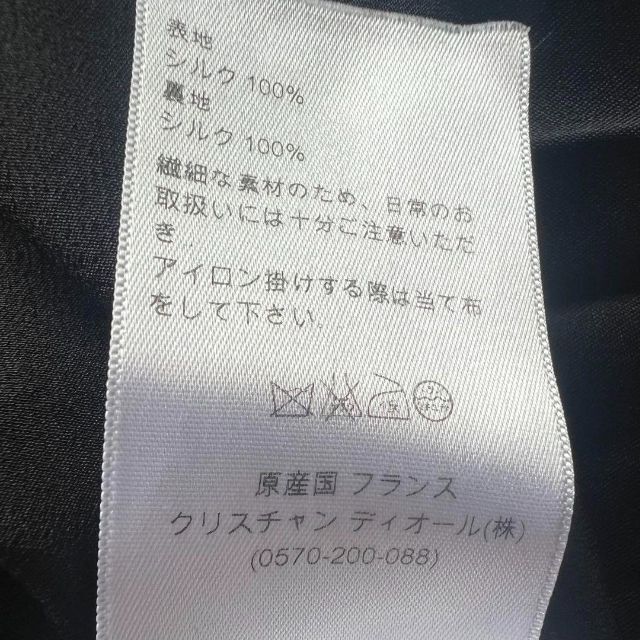 表地
シルク 100%
裏地
シルク 100%
繊細な素材のため、日常のお
取扱いには十分ご注意いただ
き、
アイロン掛けする際は当て布
をして下さい。
原産国 フランス
クリスチャン ディオール(株)
(0570-200-088)